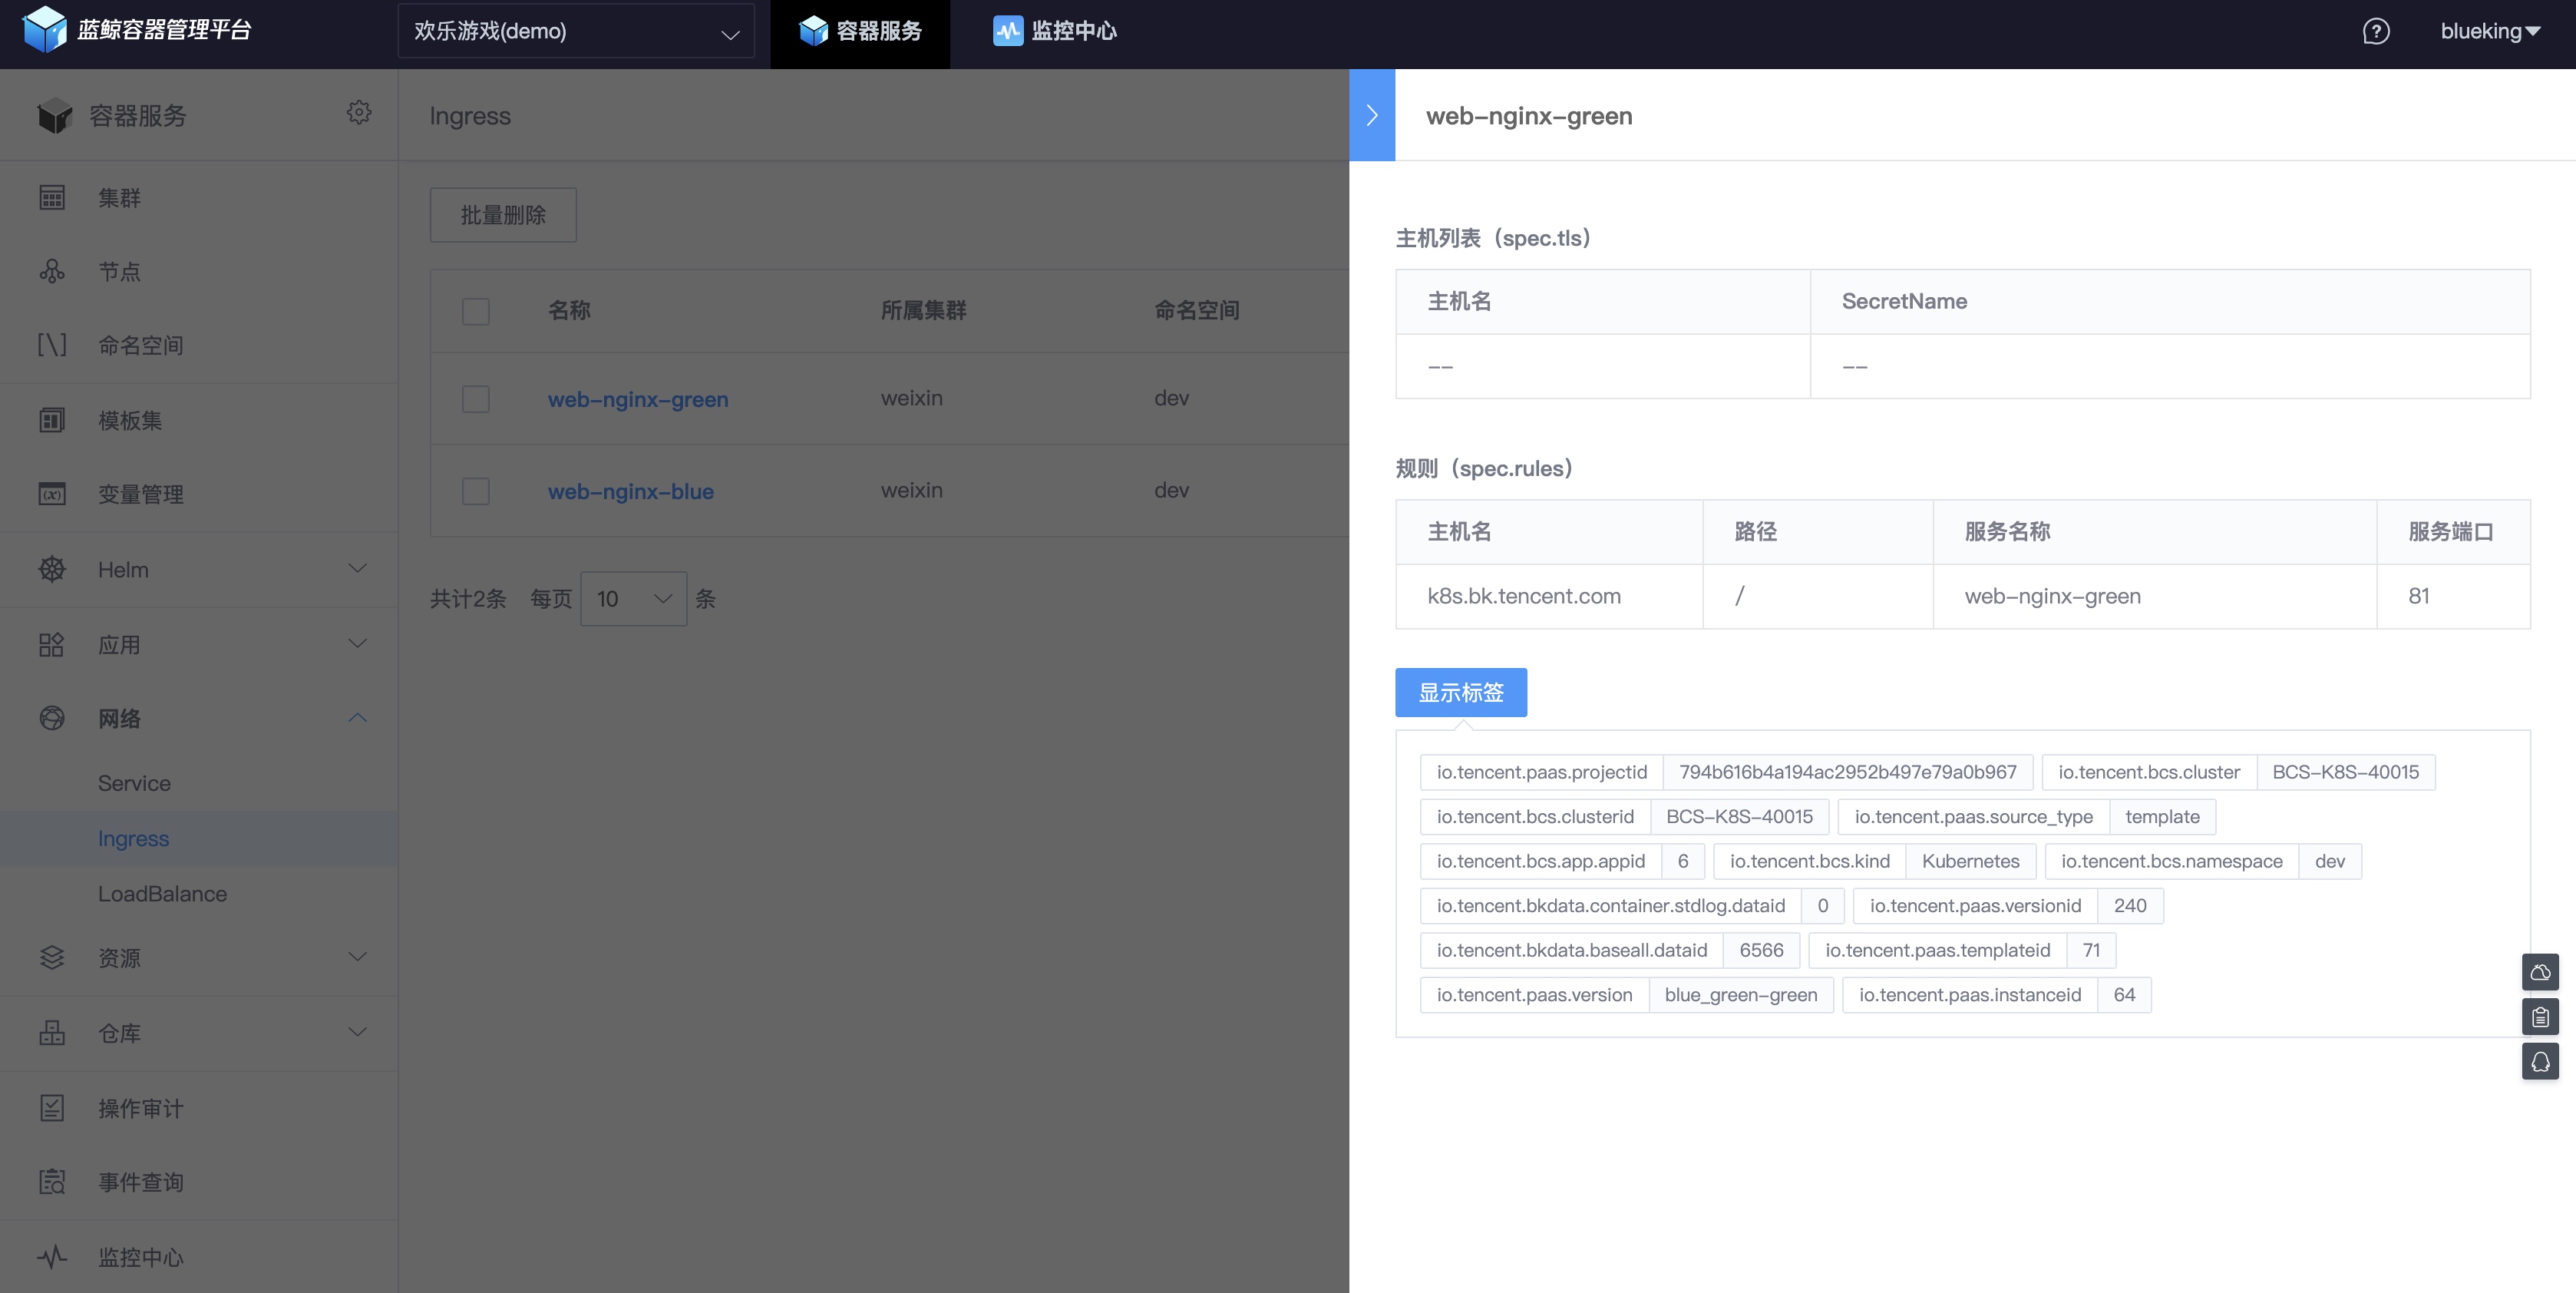 蓝鲸容器管理平台
欢乐游戏(demo)
容器服务
监控中心
blueking
容器服务
集群
节点
命名空间
模板集
变量管理
Helm
应用
网络
Service
Ingress
LoadBalance
资源
仓库
操作审计
事件查询
监控中心
Ingress
批量删除
名称 所属集群 命名空间
web-nginx-green weixin dev
web-nginx-blue weixin dev
共计2条 每页 10 条
web-nginx-green
主机列表（spec.tls）
主机名 SecretName
-- --
规则（spec.rules）
主机名 路径 服务名称 服务端口
k8s.bk.tencent.com / web-nginx-green 81
显示标签
io.tencent.paas.projectid 794b616b4a194ac2952b497e79a0b967 io.tencent.bcs.cluster BCS-K8S-40015
io.tencent.bcs.clusterid BCS-K8S-40015 io.tencent.paas.source_type template
io.tencent.bcs.app.appid 6 io.tencent.bcs.kind Kubernetes io.tencent.bcs.namespace dev
io.tencent.bkdata.container.stdlog.dataid 0 io.tencent.paas.versionid 240
io.tencent.bkdata.baseall.dataid 6566 io.tencent.paas.templateid 71
io.tencent.paas.version blue_green-green io.tencent.paas.instanceid 64